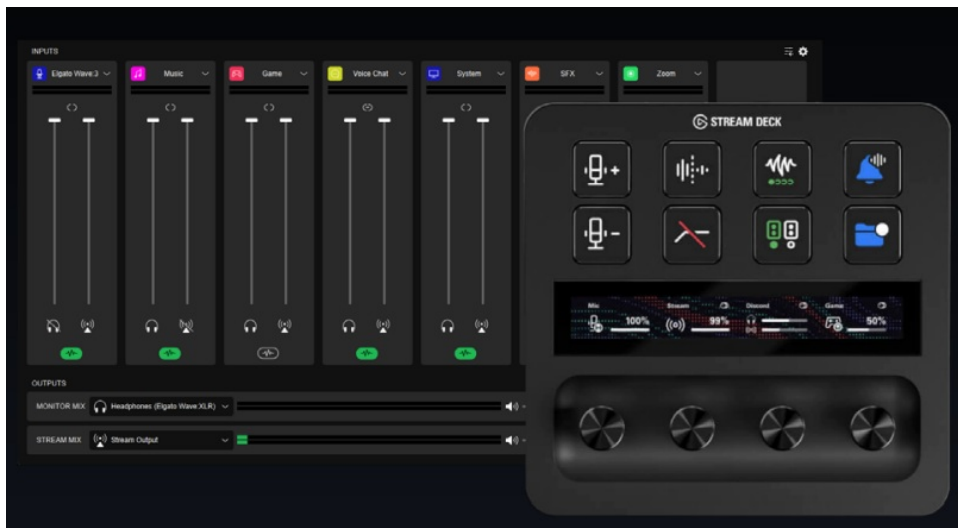 INPUTS
Elgato Wave:3
Music
Game
Voice Chat
System
SFX
Zoom
STREAM DECK
Mic
Stream
Discord
Game
100%
99%
50%
OUTPUTS
MONITOR MIX
Headphones (Elgato Wave:XLR)
STREAM MIX
Stream Output